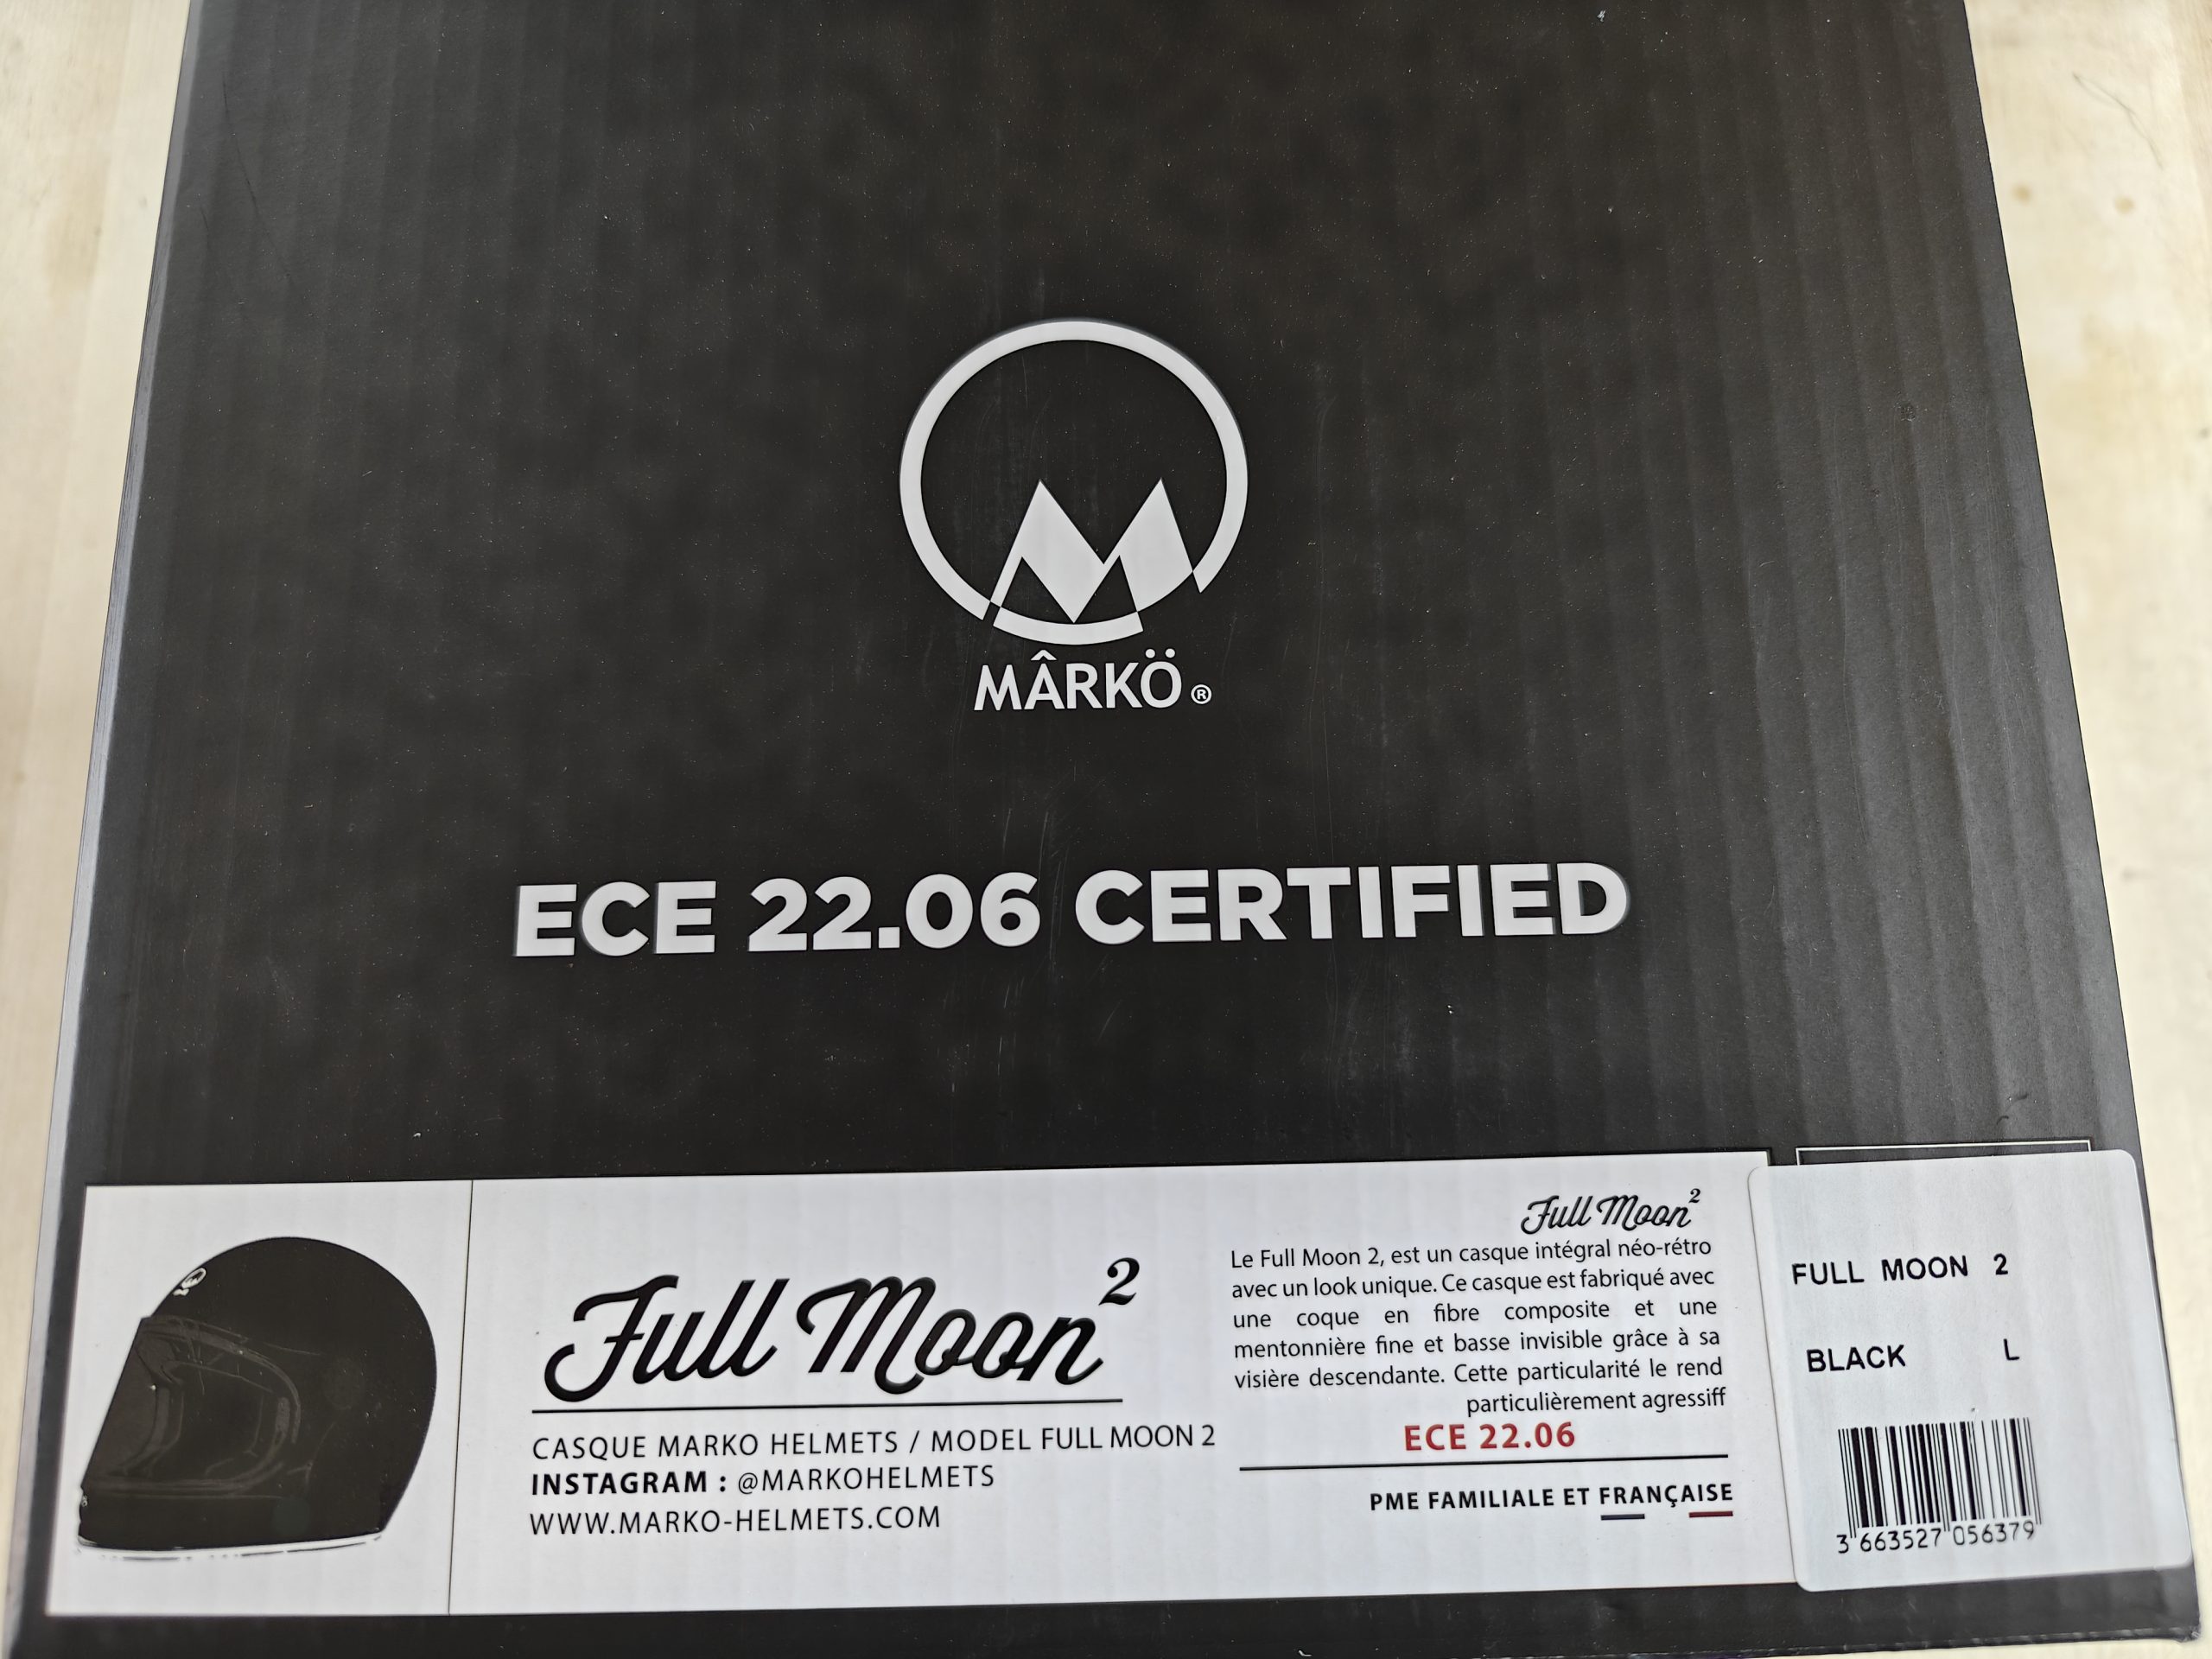 MÂRKÖ®
ECE 22.06 CERTIFIED
Full Moon²
CASQUE MARKO HELMETS / MODEL FULL MOON 2
INSTAGRAM : @MARKOHELMETS
WWW.MARKO-HELMETS.COM
Full Moon²
Le Full Moon 2, est un casque intégral néo-rétro
avec un look unique. Ce casque est fabriqué avec
une coque en fibre composite et une
mentonnière fine et basse invisible grâce à sa
visière descendante. Cette particularité le rend
particulièrement agressiff
ECE 22.06
PME FAMILIALE ET FRANÇAISE
FULL MOON 2
BLACK L
3 663527 056379